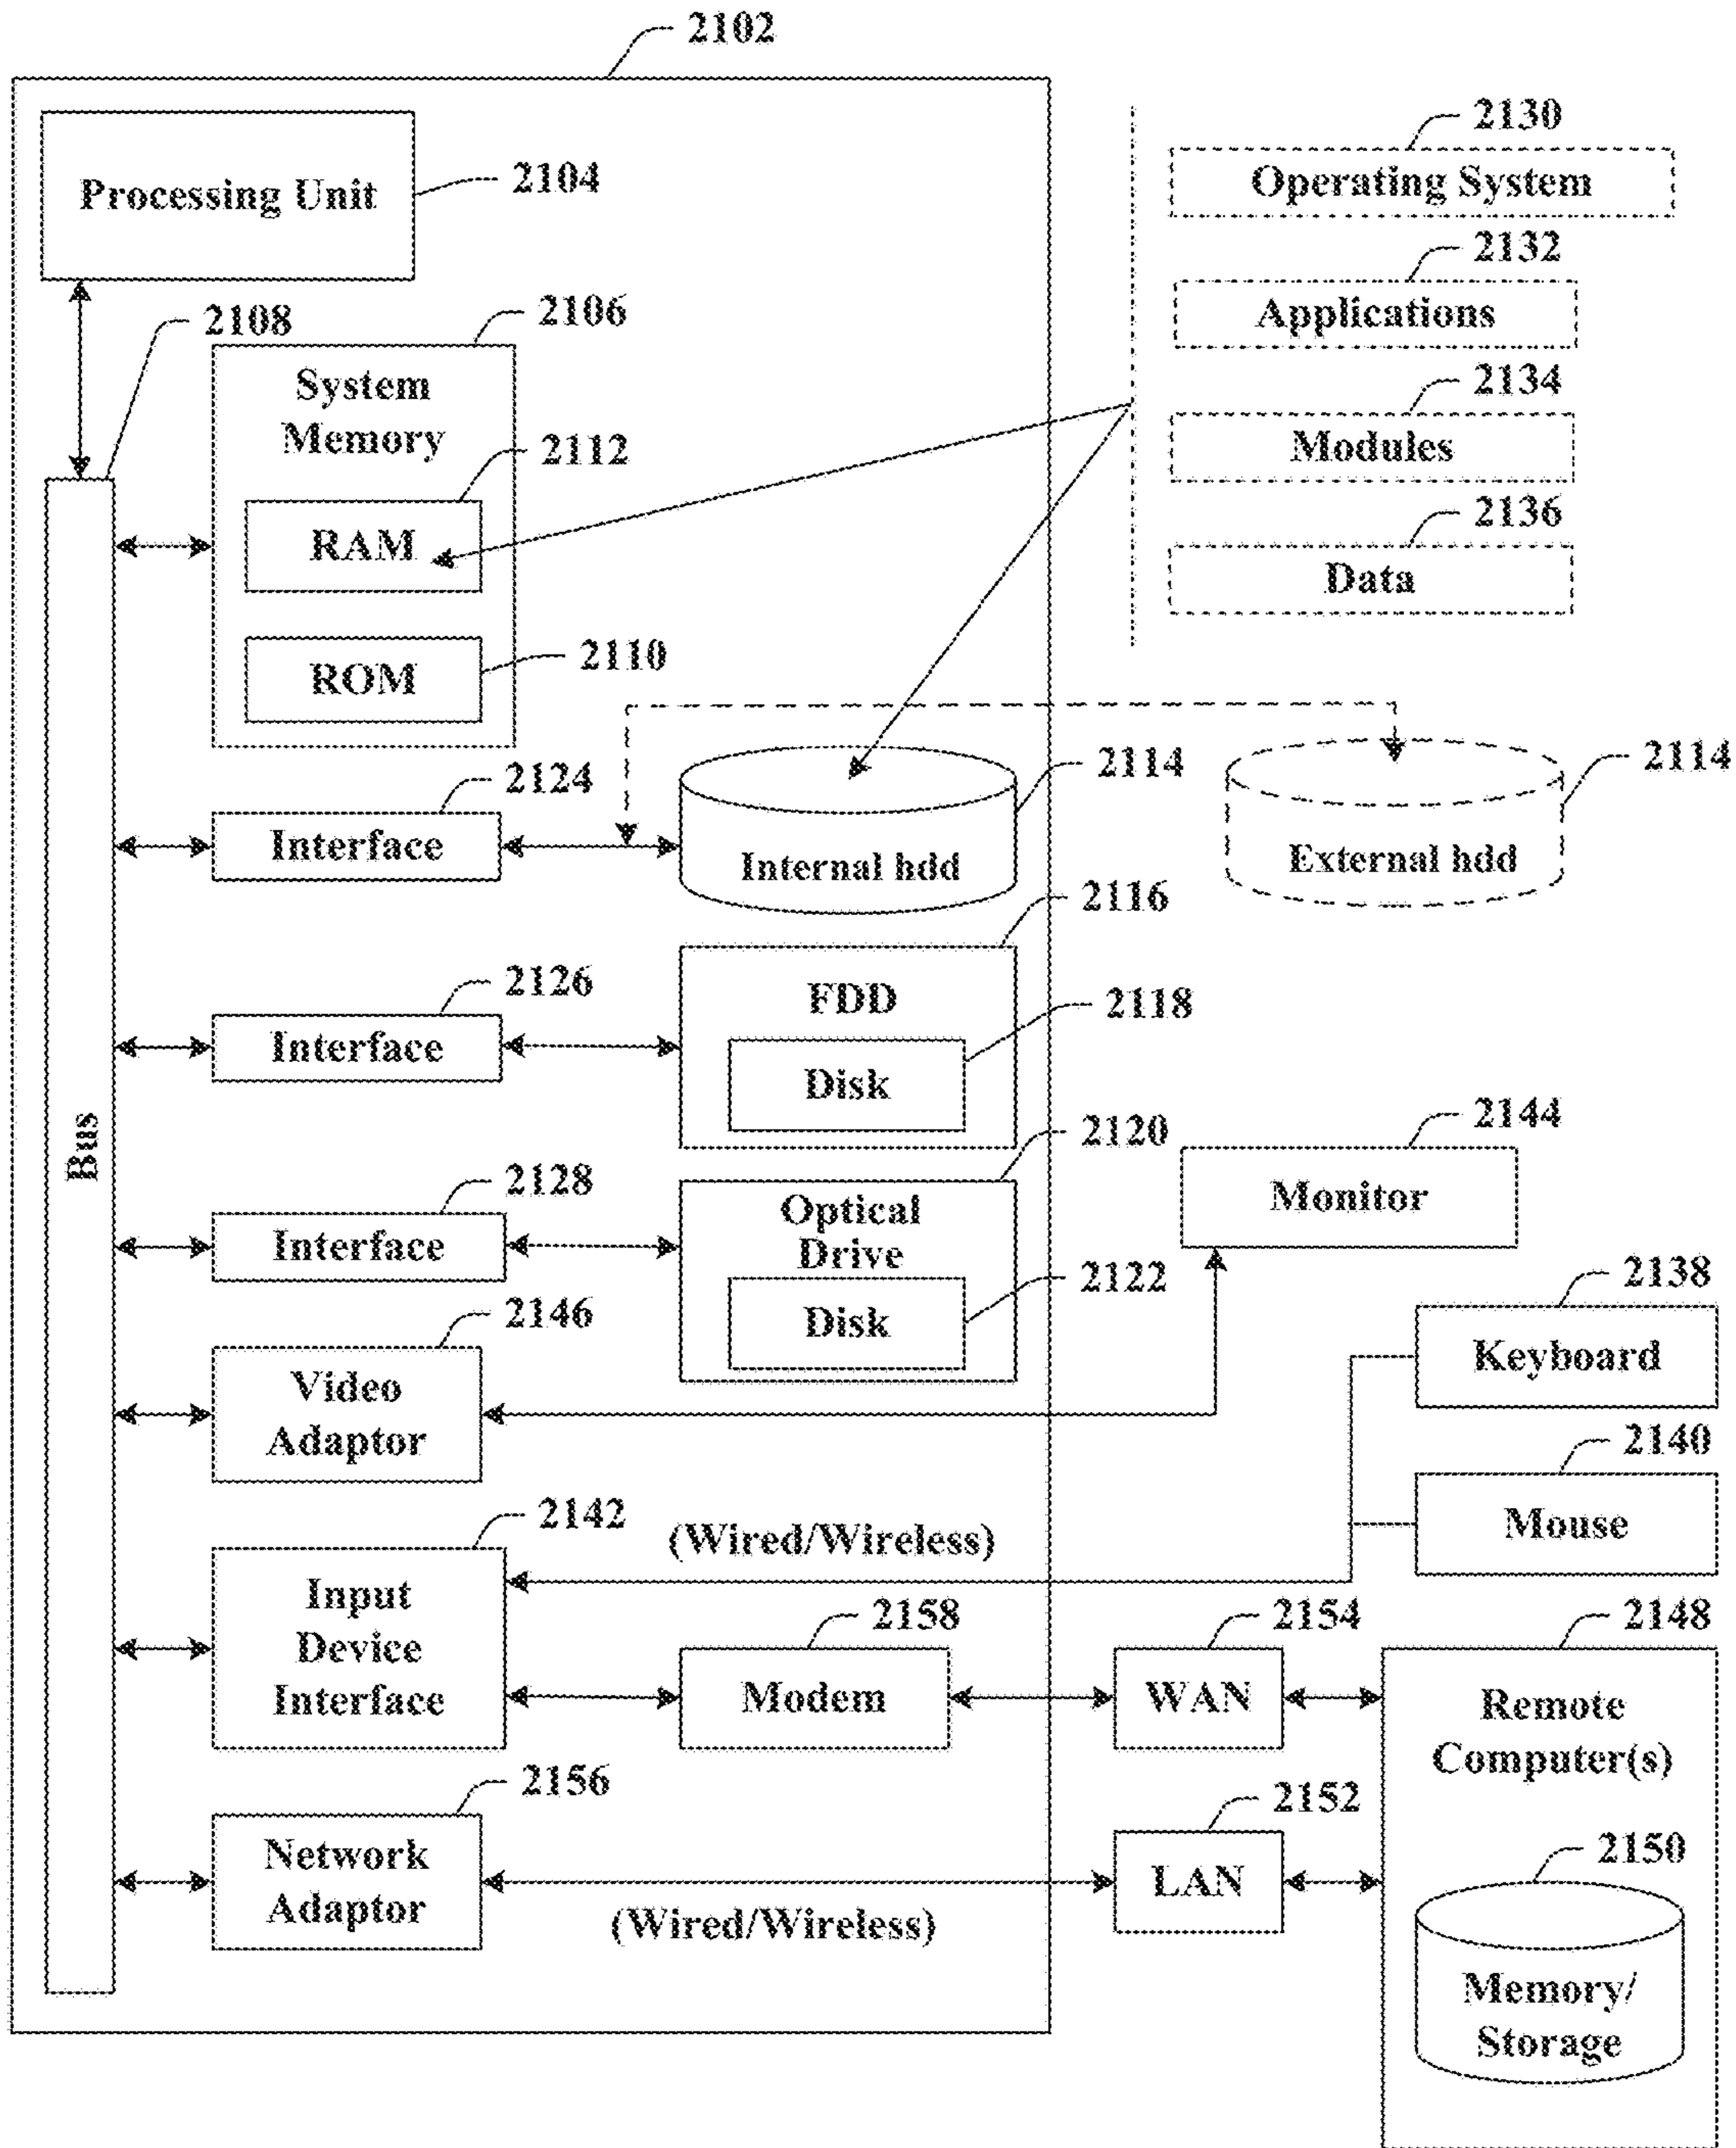 2102
Processing Unit
2104
2130
Operating System
2132
Applications
2134
Modules
2136
Data
2108
2106
System
Memory
2112
RAM
2110
ROM
2124
Interface
2114
Internal hdd
2114
External hdd
2116
FDD
2126
Interface
2118
Disk
Bus
2120
Optical
Drive
2128
Interface
2122
Disk
2144
Monitor
2138
Keyboard
2146
Video
Adaptor
2140
Mouse
2142
(Wired/Wireless)
Input
Device
Interface
2158
Modem
2154
WAN
2148
Remote
Computer(s)
2156
Network
Adaptor
(Wired/Wireless)
2152
LAN
2150
Memory/
Storage